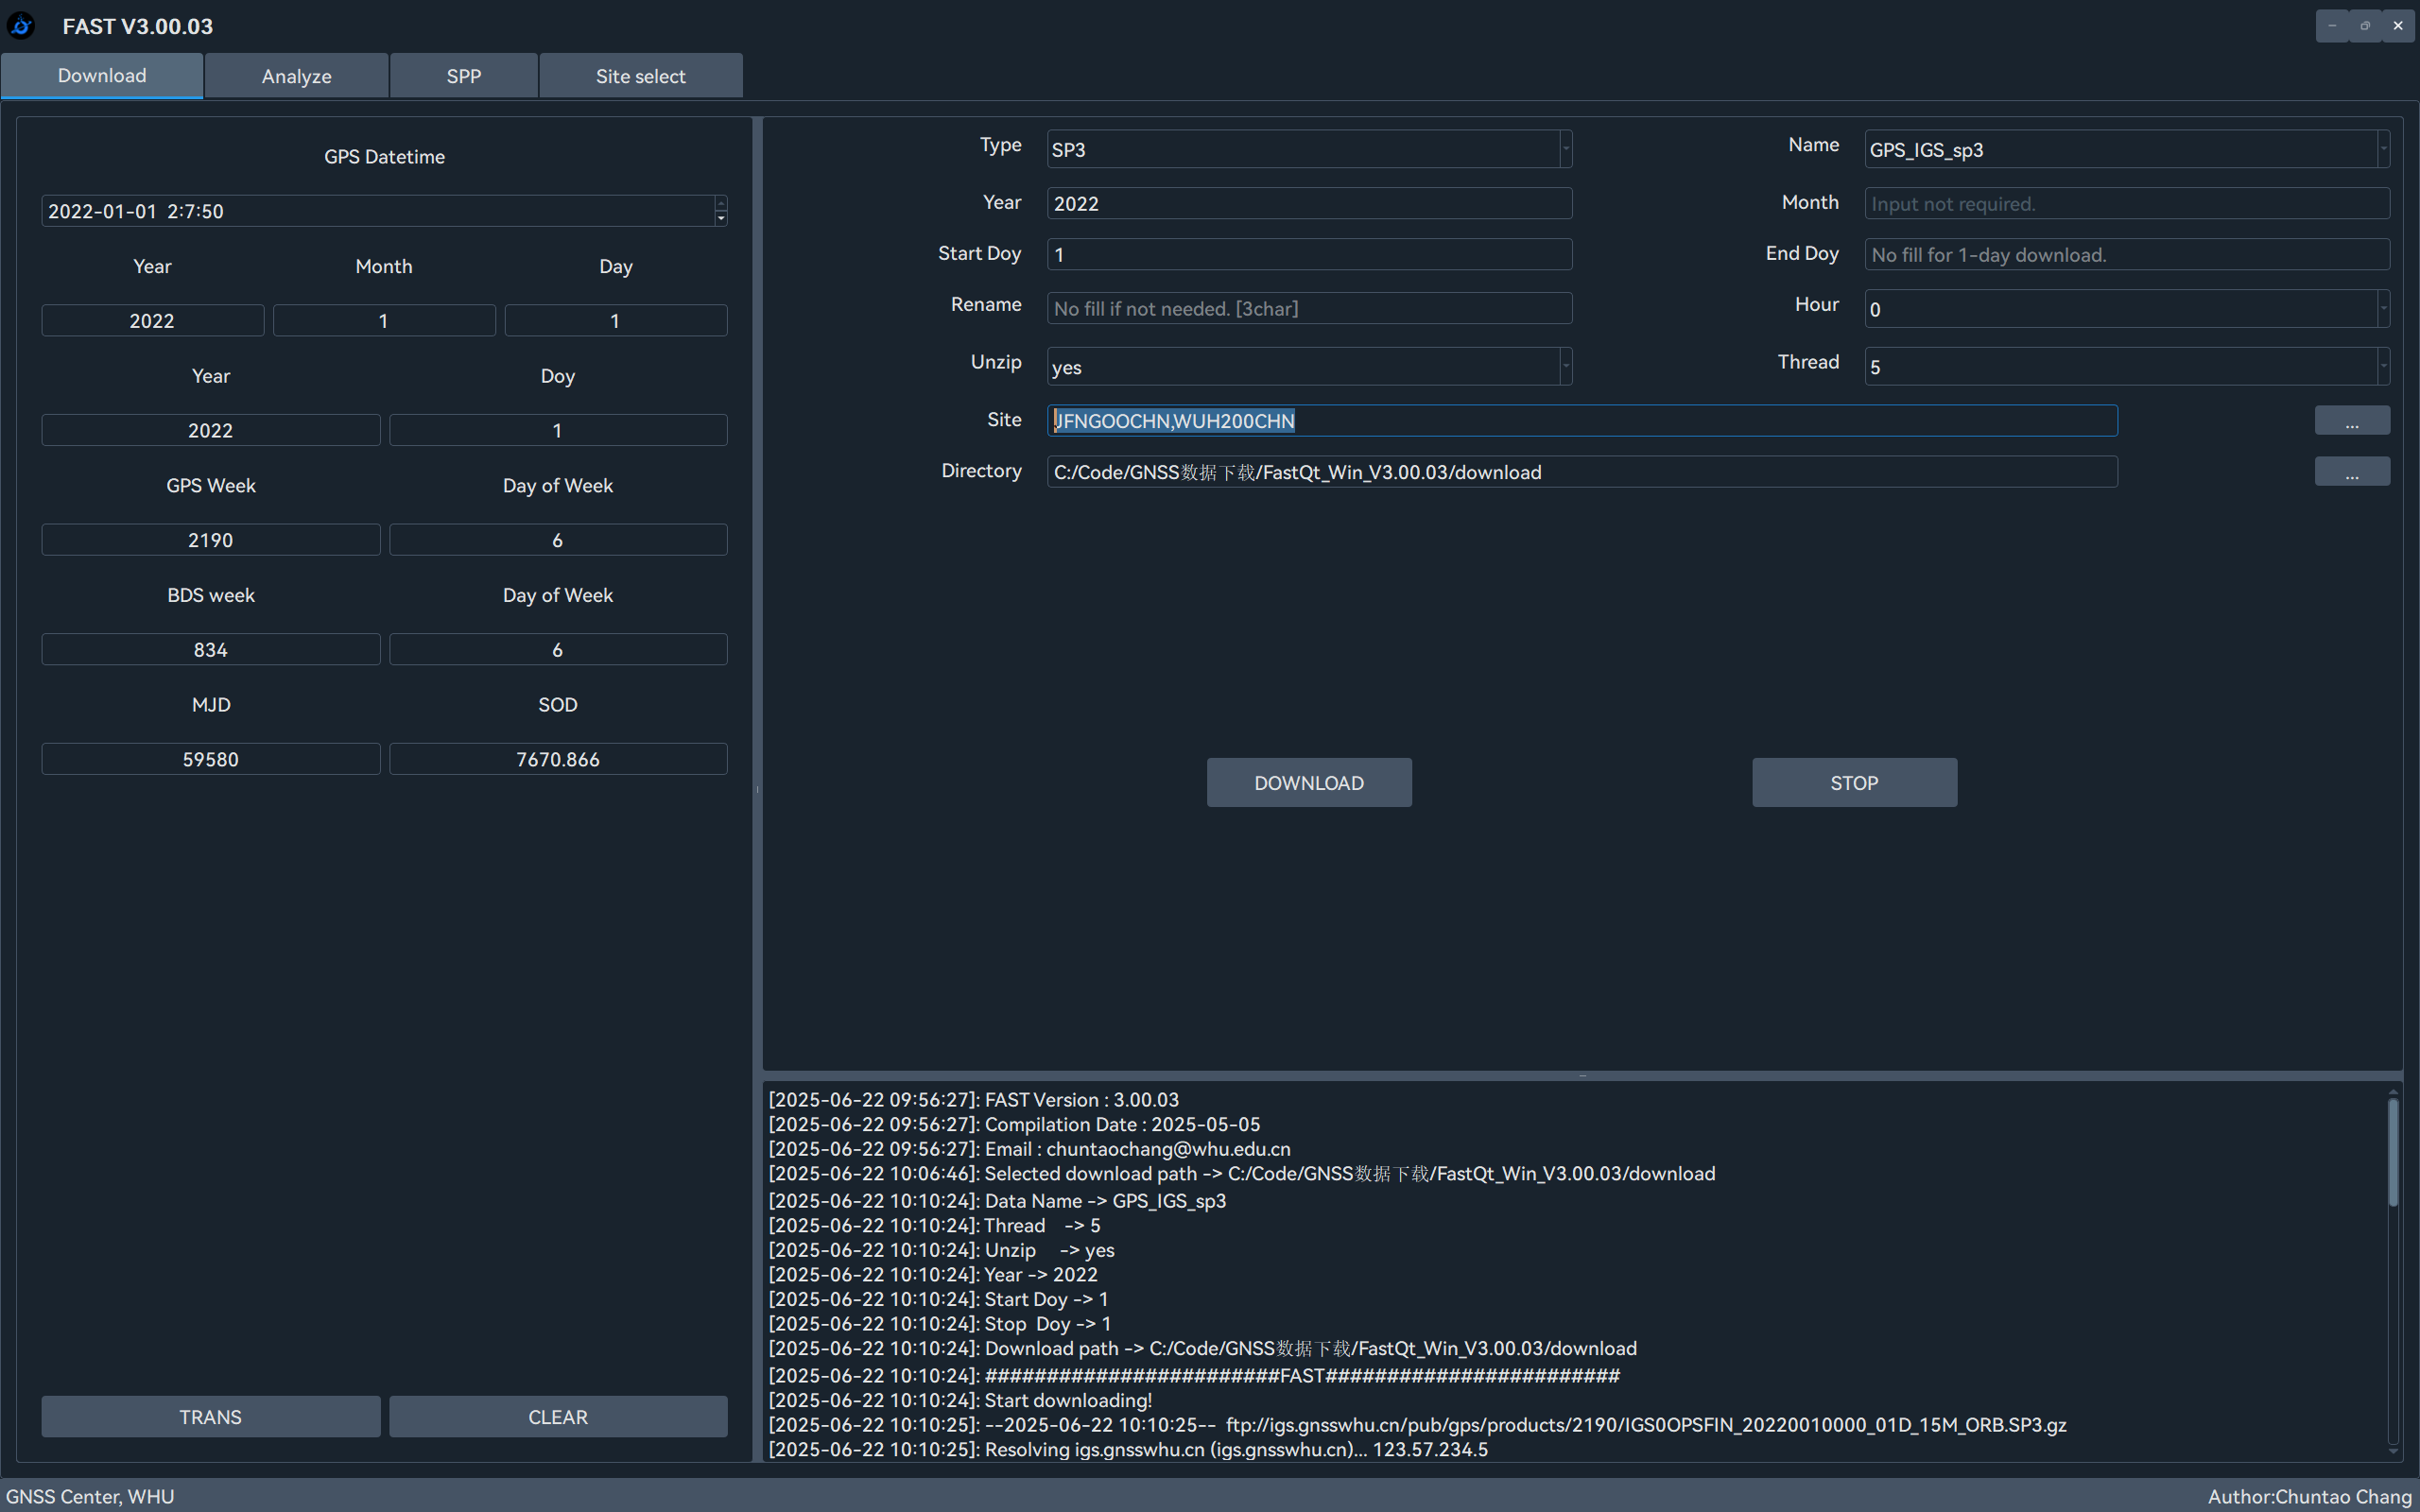 FAST V3.00.03
Download Analyze SPP Site select
GPS Datetime
2022-01-01 2:7:50
Year Month Day
2022 1 1
Year Doy
2022 1
GPS Week Day of Week
2190 6
BDS week Day of Week
834 6
MJD SOD
59580 7670.866
TRANS CLEAR
Type SP3 Name GPS_IGS_sp3
Year 2022 Month Input not required.
Start Doy 1 End Doy No fill for 1-day download.
Rename No fill if not needed. [3char] Hour 0
Unzip yes Thread 5
Site JFNGOOCHN,WUH200CHN ...
Directory C:/Code/GNSS数据下载/FastQt_Win_V3.00.03/download ...
DOWNLOAD STOP
[2025-06-22 09:56:27]: FAST Version : 3.00.03
[2025-06-22 09:56:27]: Compilation Date : 2025-05-05
[2025-06-22 09:56:27]: Email : chuntaochang@whu.edu.cn
[2025-06-22 10:06:46]: Selected download path -> C:/Code/GNSS数据下载/FastQt_Win_V3.00.03/download
[2025-06-22 10:10:24]: Data Name -> GPS_IGS_sp3
[2025-06-22 10:10:24]: Thread -> 5
[2025-06-22 10:10:24]: Unzip -> yes
[2025-06-22 10:10:24]: Year -> 2022
[2025-06-22 10:10:24]: Start Doy -> 1
[2025-06-22 10:10:24]: Stop Doy -> 1
[2025-06-22 10:10:24]: Download path -> C:/Code/GNSS数据下载/FastQt_Win_V3.00.03/download
[2025-06-22 10:10:24]: ########################FAST########################
[2025-06-22 10:10:24]: Start downloading!
[2025-06-22 10:10:25]: --2025-06-22 10:10:25-- ftp://igs.gnsswhu.cn/pub/gps/products/2190/IGS0OPSFIN_20220010000_01D_15M_ORB.SP3.gz
[2025-06-22 10:10:25]: Resolving igs.gnsswhu.cn (igs.gnsswhu.cn)... 123.57.234.5
GNSS Center, WHU Author:Chuntao Chang